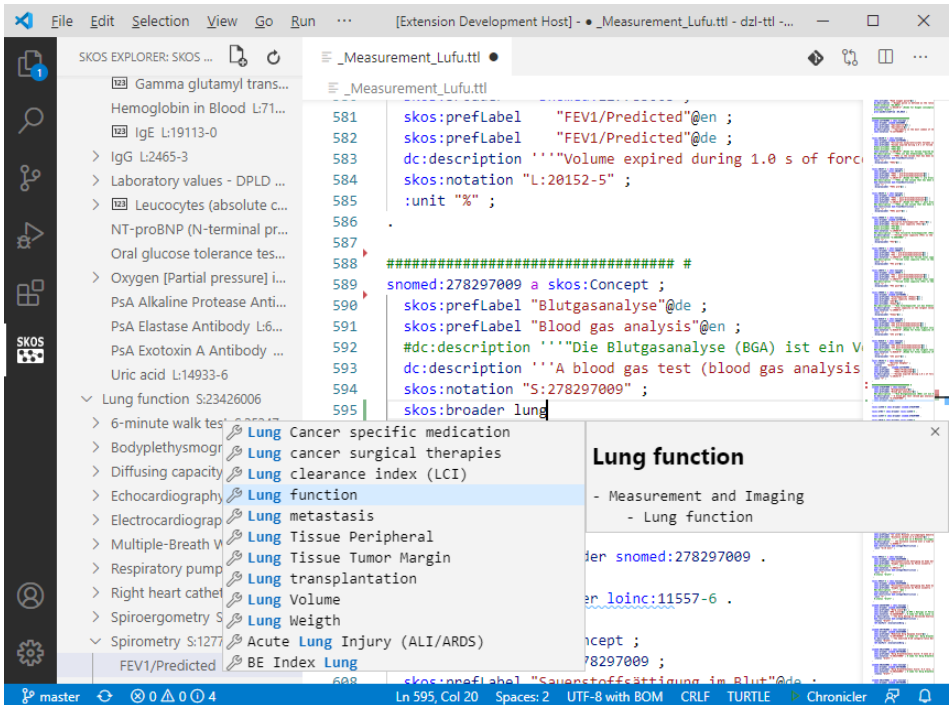 File Edit Selection View Go Run ··· [Extension Development Host] - ● _Measurement_Lufu.ttl - dzl-ttl -...
SKOS EXPLORER: SKOS ...
_Measurement_Lufu.ttl ●
_Measurement_Lufu.ttl
1
SKOS
Gamma glutamyl trans...
Hemoglobin in Blood L:71...
IgE L:19113-0
IgG L:2465-3
Laboratory values - DPLD ...
Leucocytes (absolute c...
NT-proBNP (N-terminal pr...
Oral glucose tolerance tes...
Oxygen [Partial pressure] i...
PsA Alkaline Protease Anti...
PsA Elastase Antibody L:6...
PsA Exotoxin A Antibody ...
Uric acid L:14933-6
Lung function S:23426006
6-minute walk tes
Bodyplethysmogr
Diffusing capacity
Echocardiography
Electrocardiograp
Multiple-Breath W
Respiratory pump
Right heart cathet
Spiroergometry S
Spirometry S:1277
FEV1/Predicted
581 skos:prefLabel "FEV1/Predicted"@en ;
582 skos:prefLabel "FEV1/Predicted"@de ;
583 dc:description '''"Volume expired during 1.0 s of forc
584 skos:notation "L:20152-5" ;
585 :unit "%" ;
586 .
587
588 ################################# #
589 snomed:278297009 a skos:Concept ;
590 skos:prefLabel "Blutgasanalyse"@de ;
591 skos:prefLabel "Blood gas analysis"@en ;
592 #dc:description '''"Die Blutgasanalyse (BGA) ist ein V
593 dc:description '''A blood gas test (blood gas analysis
594 skos:notation "S:278297009" ;
595 skos:broader lung
Lung Cancer specific medication
Lung cancer surgical therapies
Lung clearance index (LCI)
Lung function
Lung metastasis
Lung Tissue Peripheral
Lung Tissue Tumor Margin
Lung transplantation
Lung Volume
Lung Weigth
Acute Lung Injury (ALI/ARDS)
BE Index Lung
Lung function
- Measurement and Imaging
- Lung function
der snomed:278297009 .
er loinc:11557-6 .
ncept ;
78297009 ;
608 skos:prefLabel "Sauerstoffsättigung im Blut"@de ;
master 0 0 4 Ln 595, Col 20 Spaces: 2 UTF-8 with BOM CRLF TURTLE Chronicler